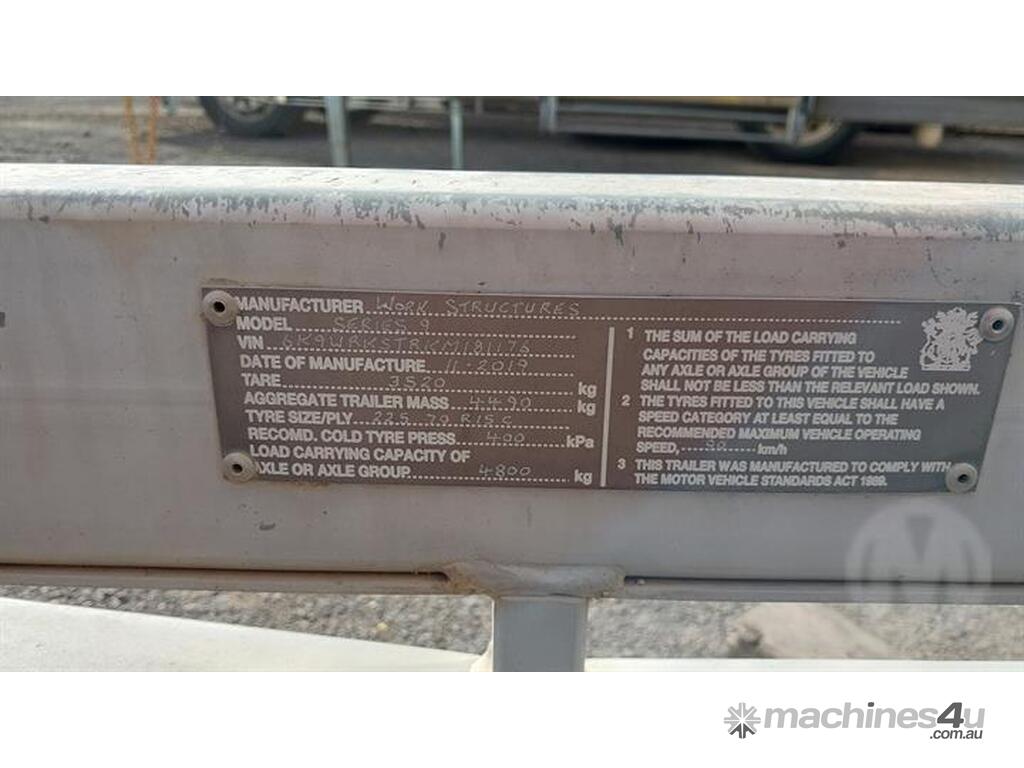 MANUFACTURER WORK STRUCTURES
MODEL SERIES 9
VIN 6K9WRKSTRKM181176
DATE OF MANUFACTURE 11-2019
TARE 3520 kg
AGGREGATE TRAILER MASS 4490 kg
TYRE SIZE/PLY 225 70 R15C
RECOMD. COLD TYRE PRESS 400 kPa
LOAD CARRYING CAPACITY OF
AXLE OR AXLE GROUP 4800 kg
1 THE SUM OF THE LOAD CARRYING
CAPACITIES OF THE TYRES FITTED TO
ANY AXLE OR AXLE GROUP OF THE VEHICLE
SHALL NOT BE LESS THAN THE RELEVANT LOAD SHOWN.
2 THE TYRES FITTED TO THIS VEHICLE SHALL HAVE A
SPEED CATEGORY AT LEAST EQUAL TO THE
RECOMMENDED MAXIMUM VEHICLE OPERATING
SPEED, km/h
3 THIS TRAILER WAS MANUFACTURED TO COMPLY WITH
THE MOTOR VEHICLE STANDARDS ACT 1989.
M
machines4u
.com.au